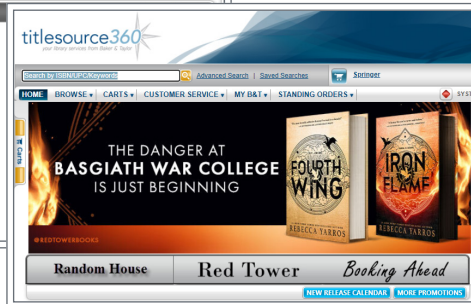 titlesource360
your library services from Baker & Taylor
Search by ISBN/UPC/Keywords Advanced Search | Saved Searches Springer
HOME BROWSE CARTS CUSTOMER SERVICE MY B&T STANDING ORDERS SYST
Carts
THE DANGER AT
BASGIATH WAR COLLEGE
IS JUST BEGINNING
FOURTH
WING
REBECCA YARROS
IRON
FLAME
REBECCA YARROS
@REDTOWERBOOKS
Random House Red Tower Booking Ahead
NEW RELEASE CALENDAR MORE PROMOTIONS